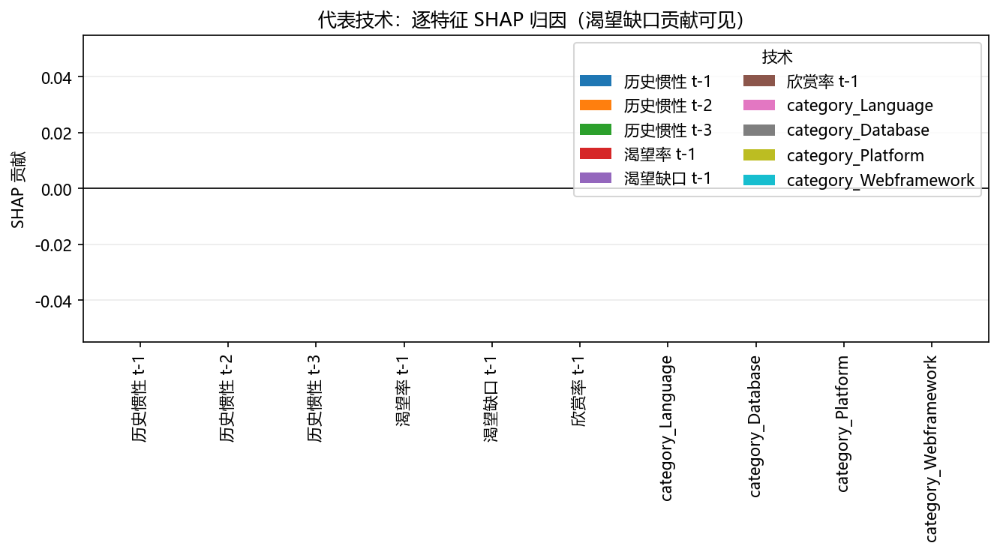 代表技术：逐特征 SHAP 归因（渴望缺口贡献可见）
技术
历史惯性 t-1
历史惯性 t-2
历史惯性 t-3
渴望率 t-1
渴望缺口 t-1
欣赏率 t-1
category_Language
category_Database
category_Platform
category_Webframework
SHAP 贡献
0.04
0.02
0.00
-0.02
-0.04
历史惯性 t-1
历史惯性 t-2
历史惯性 t-3
渴望率 t-1
渴望缺口 t-1
欣赏率 t-1
category_Language
category_Database
category_Platform
category_Webframework